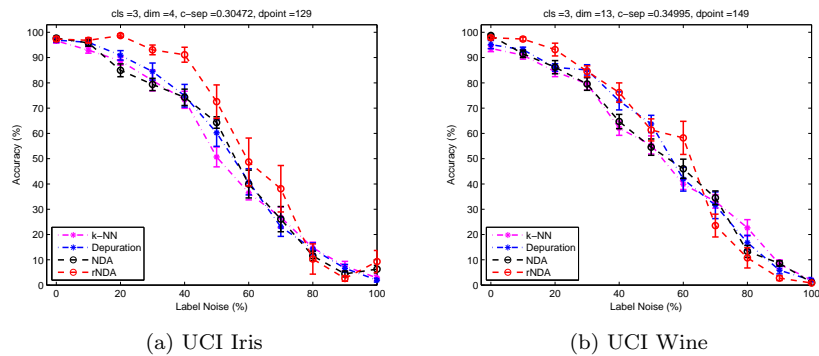 cls =3, dim =4, c-sep =0.30472, dpoint =129
100
90
80
70
60
50
40
30
20
10
0
Accuracy (%)
k-NN
Depuration
NDA
rNDA
0 20 40 60 80 100
Label Noise (%)
(a) UCI Iris
cls =3, dim =13, c-sep =0.34995, dpoint =149
100
90
80
70
60
50
40
30
20
10
0
Accuracy (%)
k-NN
Depuration
NDA
rNDA
0 20 40 60 80 100
Label Noise (%)
(b) UCI Wine